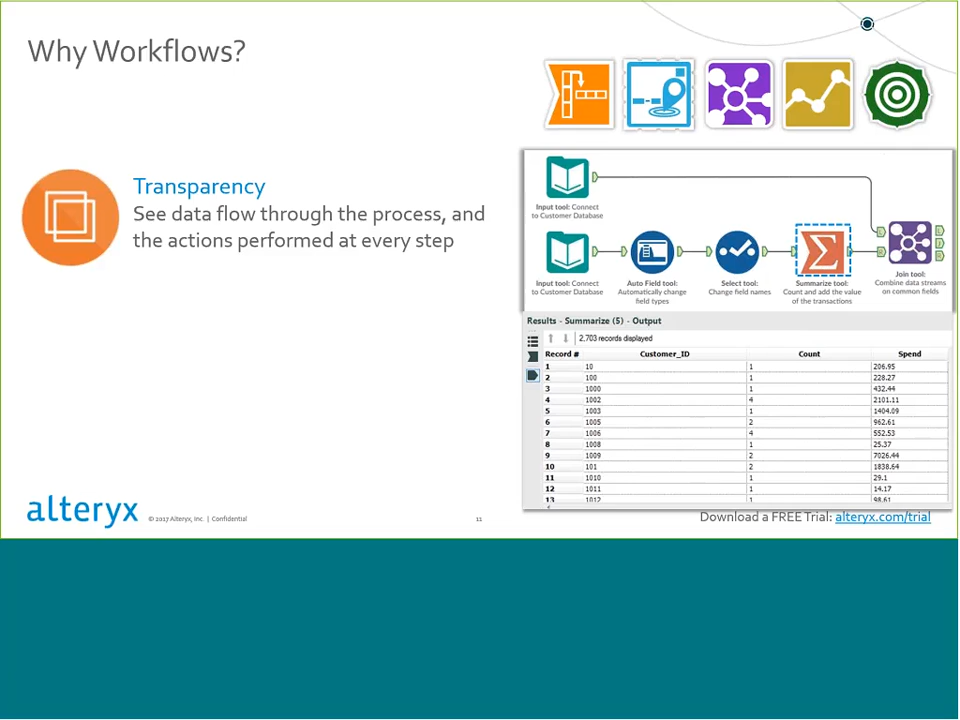 Why Workflows?
Transparency
See data flow through the process, and
the actions performed at every step
Input tool: Connect
to Customer Database
Input tool: Connect
to Customer Database
Auto Field tool:
Automatically change
field types
Select tool:
Change field names
Summarize tool:
Count and add the value
of the transactions
Join tool:
Combine data streams
on common fields
Results - Summarize (5) - Output
2,703 records displayed
Record # Customer_ID Count Spend
1 10 1 206.95
2 100 1 228.27
3 1000 1 432.44
4 1002 4 2101.11
5 1003 1 1404.09
6 1005 2 962.61
7 1006 4 552.53
8 1008 1 25.37
9 1009 2 7026.44
10 101 2 1838.64
11 1010 1 29.1
12 1011 1 14.17
13 1012 1 98.61
alteryx © 2017 Alteryx, Inc. | Confidential 11 Download a FREE Trial: alteryx.com/trial